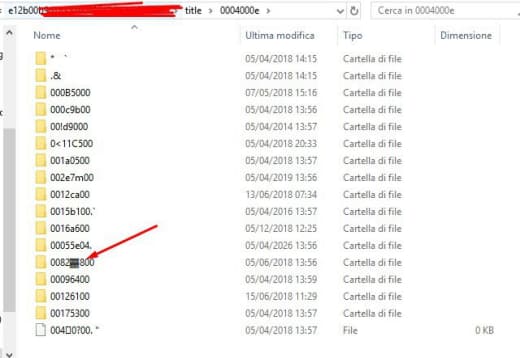 e12b00 title 0004000e Cerca in 0004000e
Nome Ultima modifica Tipo Dimensione
* ` 05/04/2018 14:15 Cartella di file
.& 05/04/2018 14:15 Cartella di file
000B5000 07/05/2018 15:16 Cartella di file
000c9b00 05/04/2018 13:56 Cartella di file
00!d9000 05/04/2014 13:57 Cartella di file
0<11C500 05/04/2018 20:33 Cartella di file
001a0500 05/04/2018 13:57 Cartella di file
002e7m00 05/04/2019 13:56 Cartella di file
0012ca00 13/06/2018 07:34 Cartella di file
0015b100.` 05/04/2016 13:57 Cartella di file
0016a600 05/12/2018 12:25 Cartella di file
00055e04. 05/04/2026 13:56 Cartella di file
0082▓800 05/06/2018 13:56 Cartella di file
00096400 05/04/2018 13:59 Cartella di file
00126100 15/06/2018 11:29 Cartella di file
00175300 05/04/2018 13:57 Cartella di file
004▯0?00. " 05/04/2018 13:57 File 0 KB